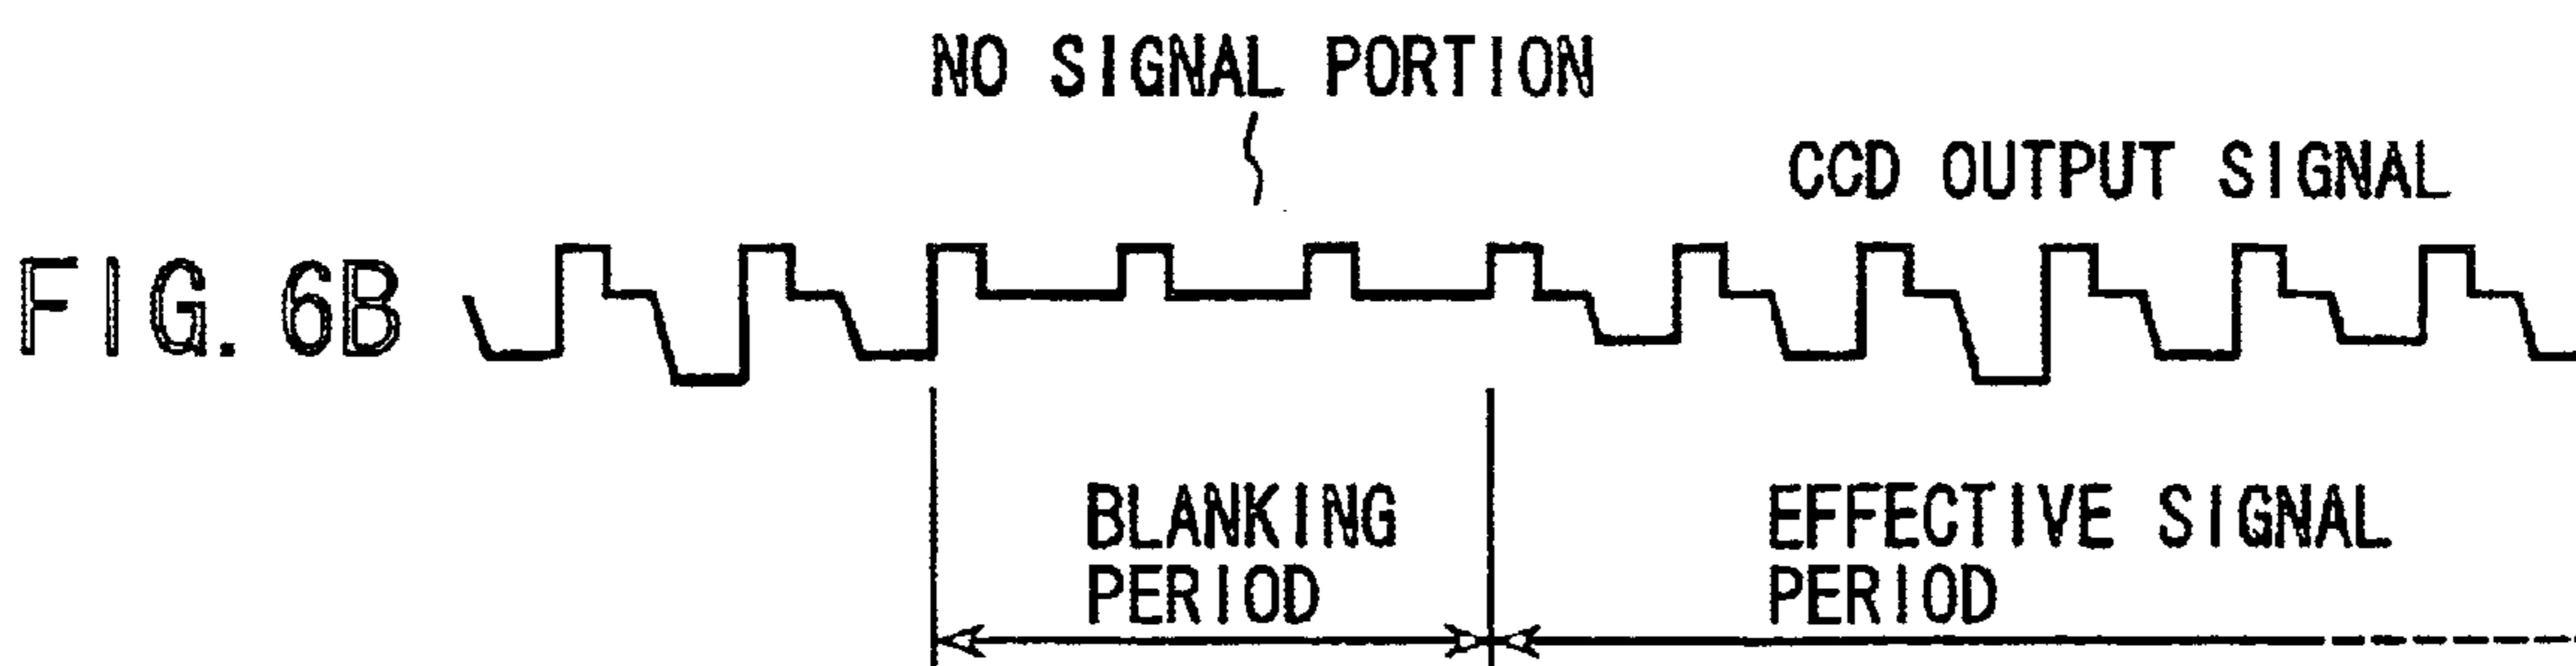 NO SIGNAL PORTION
CCD OUTPUT SIGNAL
FIG. 6B
BLANKING
PERIOD
EFFECTIVE SIGNAL
PERIOD